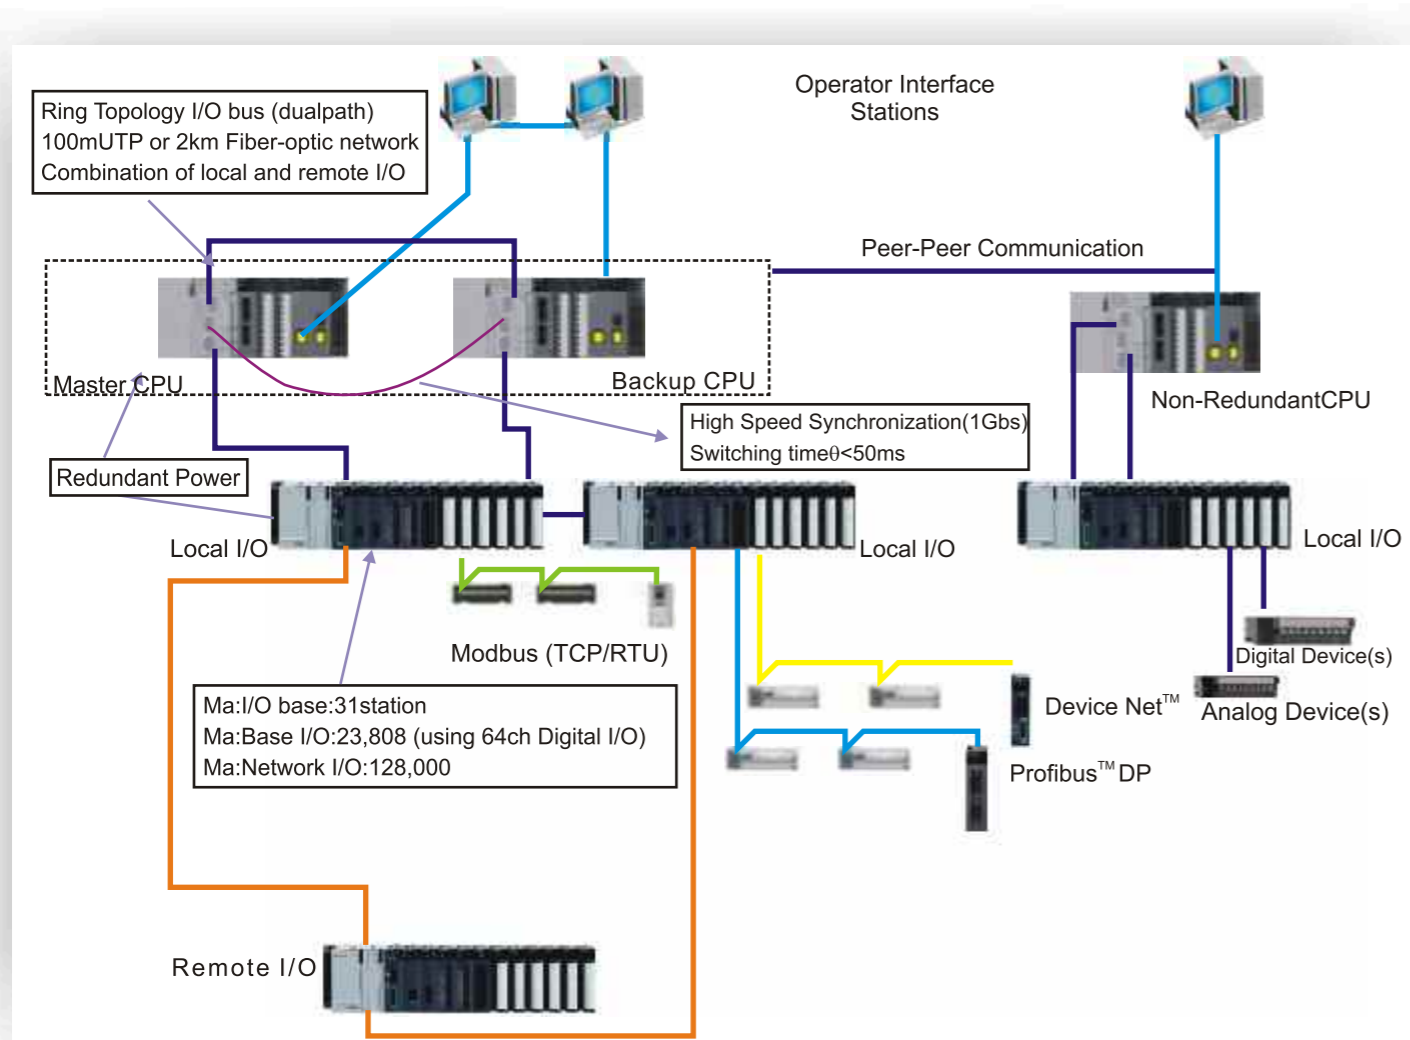 Operator Interface
Stations
Ring Topology I/O bus (dualpath)
100mUTP or 2km Fiber-optic network
Combination of local and remote I/O
Peer-Peer Communication
Master CPU
Backup CPU
Non-RedundantCPU
High Speed Synchronization(1Gbs)
Switching timeθ<50ms
Redundant Power
Local I/O
Local I/O
Local I/O
Modbus (TCP/RTU)
Digital Device(s)
Analog Device(s)
Device Net™
Profibus™ DP
Ma:I/O base:31station
Ma:Base I/O:23,808 (using 64ch Digital I/O)
Ma:Network I/O:128,000
Remote I/O